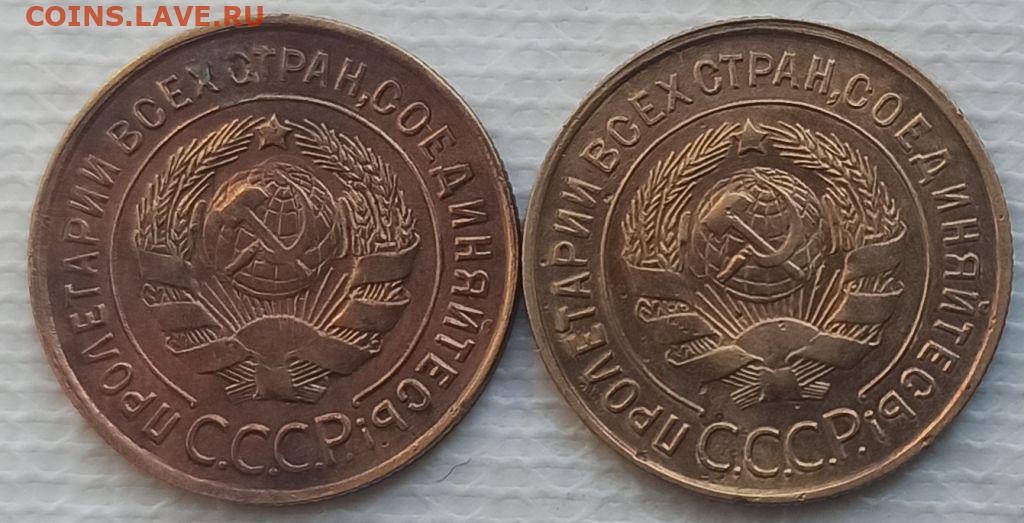 COINS.LAVE.RU
ПРОЛЕТАРИИ ВСЕХ СТРАН, СОЕДИНЯЙТЕСЬ¡
С.С.С.Р.
ПРОЛЕТАРИИ ВСЕХ СТРАН, СОЕДИНЯЙТЕСЬ¡
С.С.С.Р.